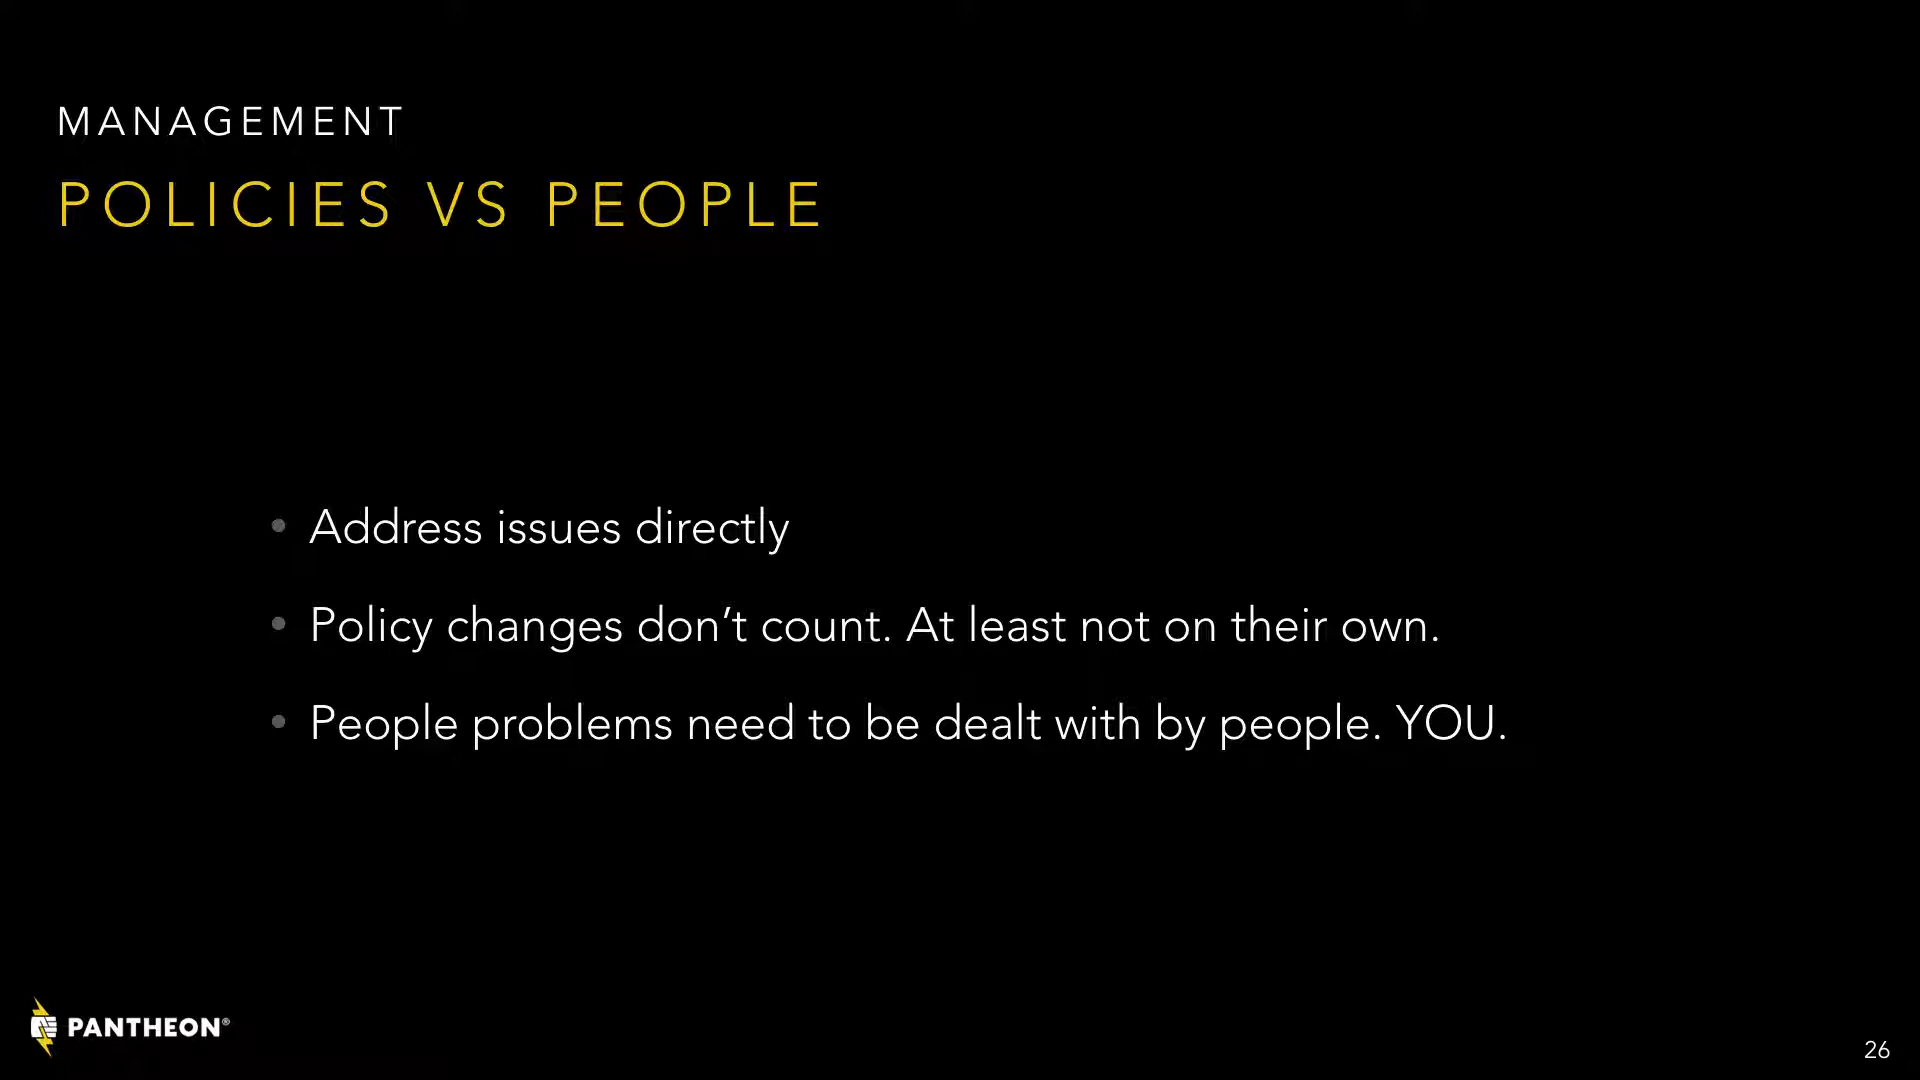 MANAGEMENT
POLICIES VS PEOPLE
• Address issues directly
• Policy changes don’t count. At least not on their own.
• People problems need to be dealt with by people. YOU.
PANTHEON®
26